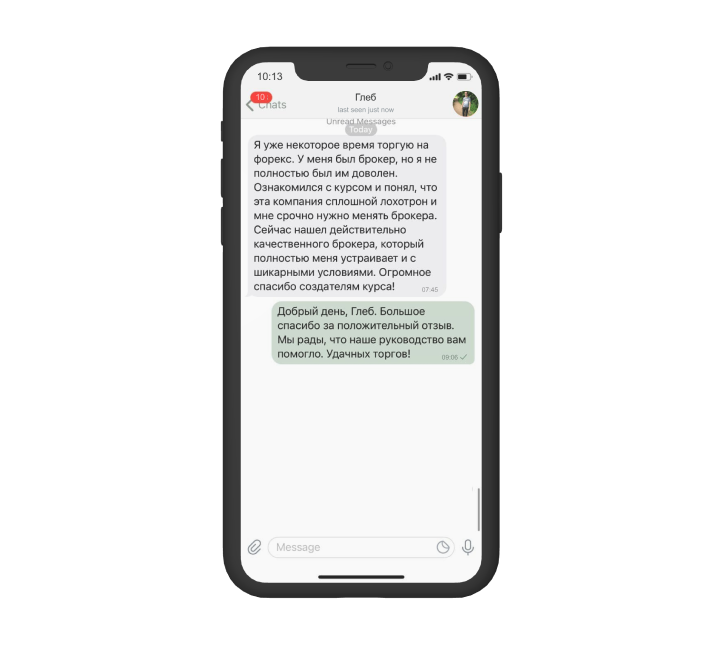 10:13
10
Chats
Глеб
last seen just now
Unread Messages
Today
Я уже некоторое время торгую на
форекс. У меня был брокер, но я не
полностью был им доволен.
Ознакомился с курсом и понял, что
эта компания сплошной лохотрон и
мне срочно нужно менять брокера.
Сейчас нашел действительно
качественного брокера, который
полностью меня устраивает и с
шикарными условиями. Огромное
спасибо создателям курса!
07:45
Добрый день, Глеб. Большое
спасибо за положительный отзыв.
Мы рады, что наше руководство вам
помогло. Удачных торгов!
09:06
Message